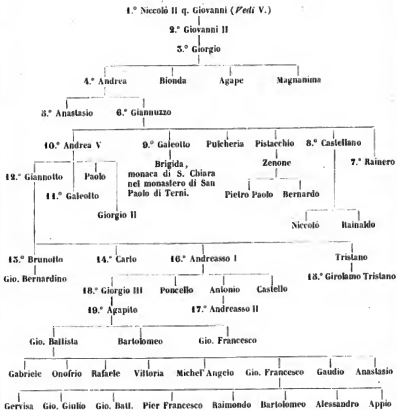 1.º Niccolò II q. Giovanni (Vedi V.)
2.º Giovanni II
3.º Giorgio
4.º Andrea Bionda Agape Magnanima
5.º Anastasio 6.º Giannuzzo
10.º Andrea V 9.º Galeotto Pulcheria Pistacchio 8.º Castellano
7.º Rainero
12.º Giannotto Paolo Brigida, Zenone
monaca di S. Chiara
11.º Galeotto nel monastero di San
Paolo di Terni. Pietro Paolo Bernardo
Giorgio II
Niccolò Rainaldo
13.º Brunotto 14.º Carlo 16.º Andreasso I Tristano
Gio. Bernardino 15.º Girolamo Tristano
18.º Giorgio III Poncello Antonio Castello
19.º Agapito 17.º Andreasso II
Gio. Battista Bartolomeo Gio. Francesco
Gabriele Onofrio Rafaele Vittoria Michel'Angelo Gio. Francesco Gaudio Anastasio
Gervisa Gio. Giulio Gio. Batt. Pier Francesco Raimondo Bartolomeo Alessandro Appio